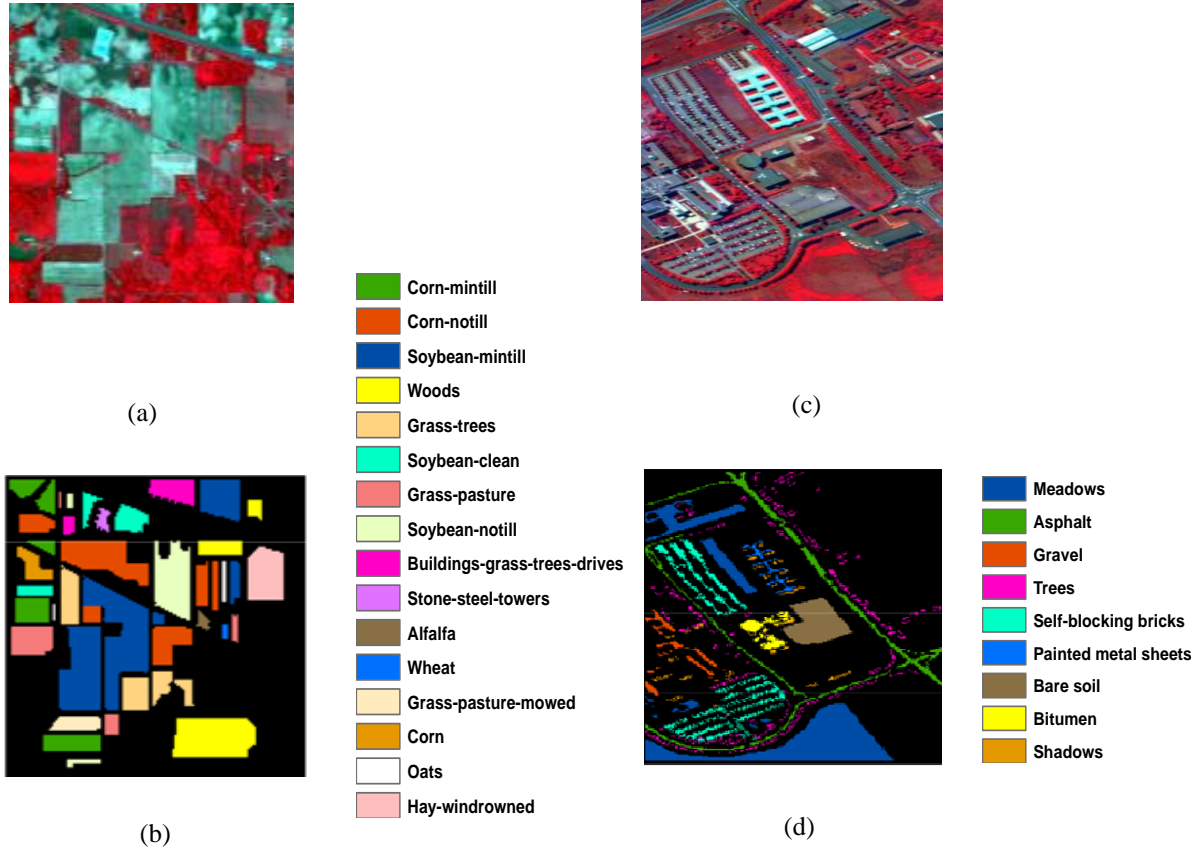 (a)
(c)
Corn-mintill
Corn-notill
Soybean-mintill
Woods
Grass-trees
Soybean-clean
Grass-pasture
Soybean-notill
Buildings-grass-trees-drives
Stone-steel-towers
Alfalfa
Wheat
Grass-pasture-mowed
Corn
Oats
Hay-windrowned
(b)
Meadows
Asphalt
Gravel
Trees
Self-blocking bricks
Painted metal sheets
Bare soil
Bitumen
Shadows
(d)